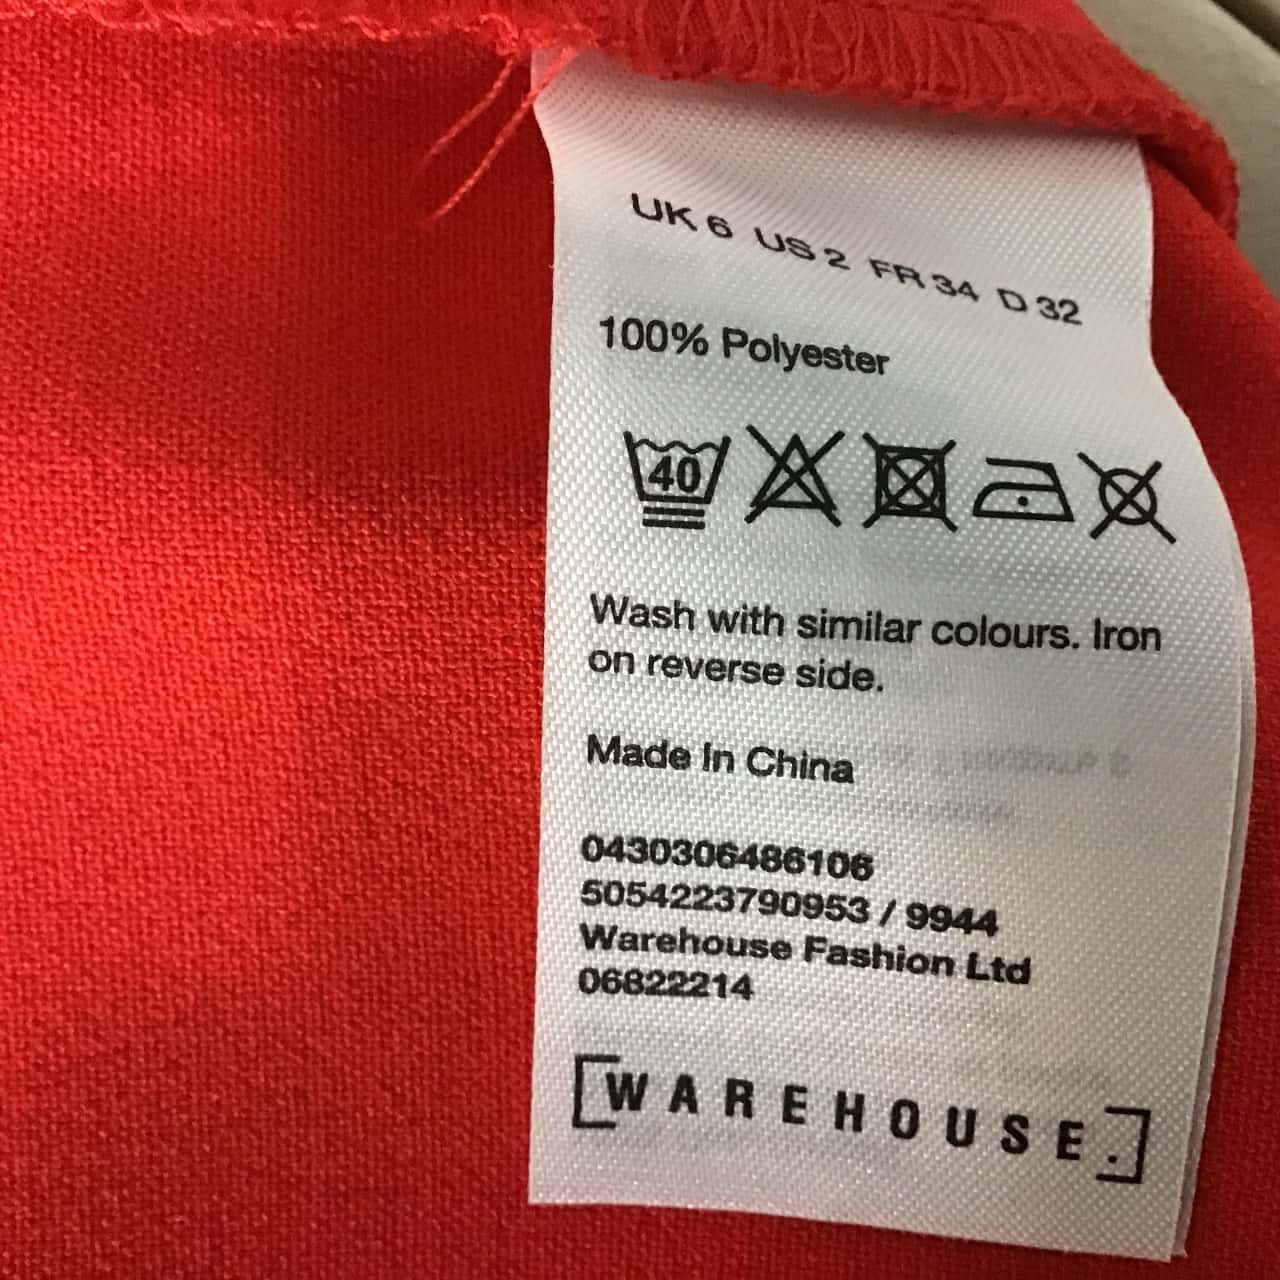 UK 6 US 2 FR 34 D 32
100% Polyester
40
Wash with similar colours. Iron
on reverse side.
Made In China
0430306486106
5054223790953 / 9944
Warehouse Fashion Ltd
06822214
[WAREHOUSE.]